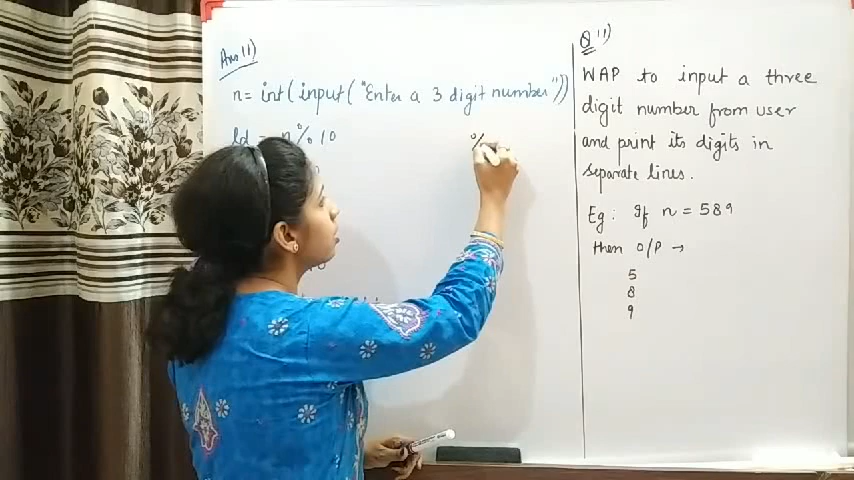 Ans 1)
n= int(input("Enter a 3 digit number"))
ld = n%10
%
Q 1)
WAP to input a three
digit number from user
and print its digits in
separate lines.
Eg: If n = 589
then O/P →
5
8
9